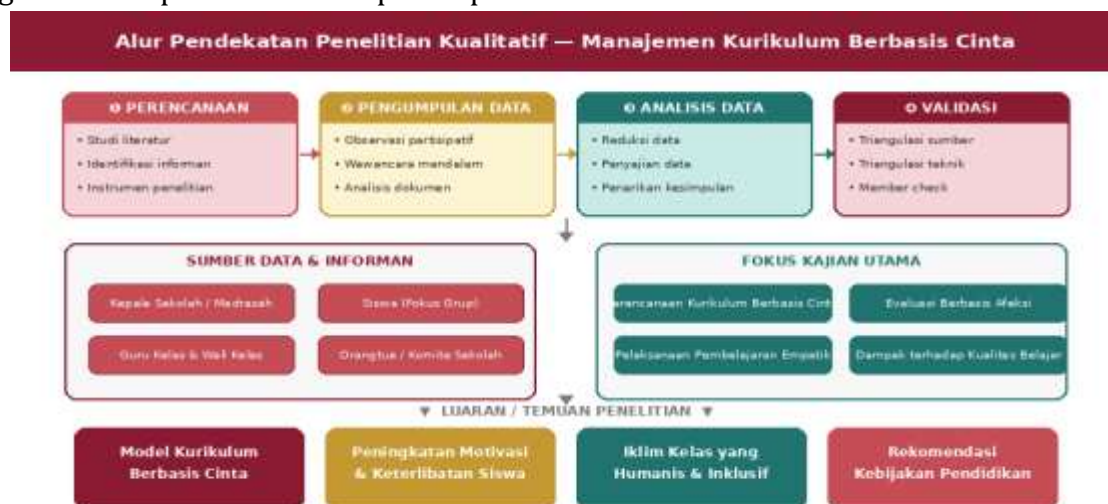 Alur Pendekatan Penelitian Kualitatif — Manajemen Kurikulum Berbasis Cinta
PERENCANAAN
• Studi literatur
• Identifikasi informan
• Instrumen penelitian
PENGUMPULAN DATA
• Observasi partisipatif
• Wawancara mendalam
• Analisis dokumen
ANALISIS DATA
• Reduksi data
• Penyajian data
• Penarikan kesimpulan
VALIDASI
• Triangulasi sumber
• Triangulasi teknik
• Member check
SUMBER DATA & INFORMAN
Kepala Sekolah / Madrasah
Siswa (Fokus Grup)
Guru Kelas & Wali Kelas
Orangtua / Komite Sekolah
FOKUS KAJIAN UTAMA
Kurikulum Berbasis
Evaluasi Berbasis Afeksi
Pelaksanaan Pembelajaran Empatik
Dampak terhadap Kualitas Belajar
▼ LUARAN / TEMUAN PENELITIAN ▼
Model Kurikulum
Berbasis Cinta
Peningkatan Motivasi
& Keterlibatan Siswa
Iklim Kelas yang
Humanis & Inklusif
Rekomendasi
Kebijakan Pendidikan